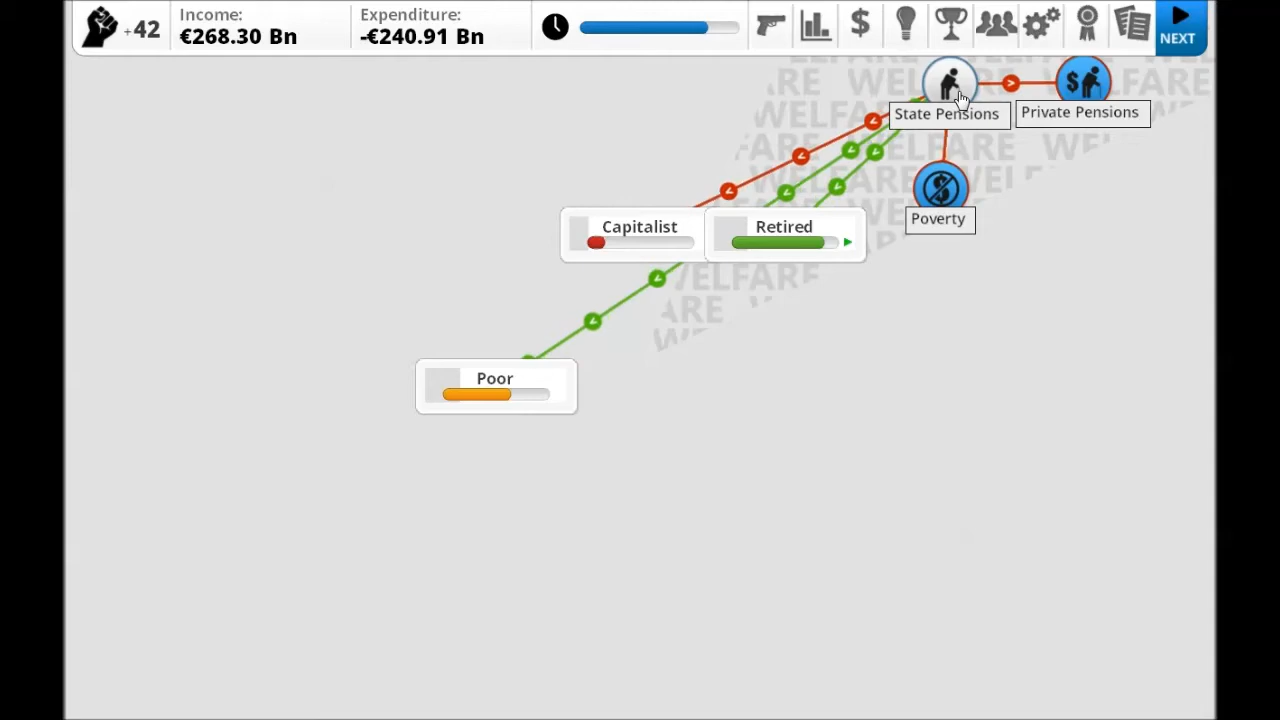 +42
Income:
€268.30 Bn
Expenditure:
-€240.91 Bn
NEXT
WELFARE
State Pensions
Private Pensions
Poverty
Capitalist
Retired
Poor